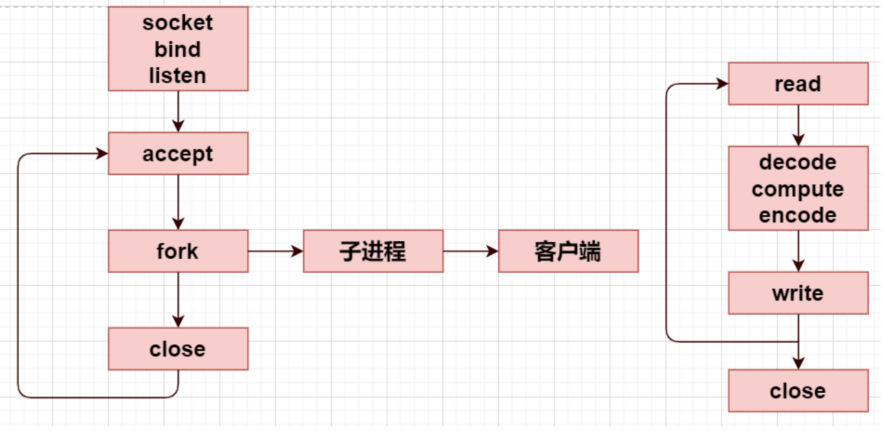 socket
bind
listen
accept
fork
子进程
客户端
close
read
decode
compute
encode
write
close